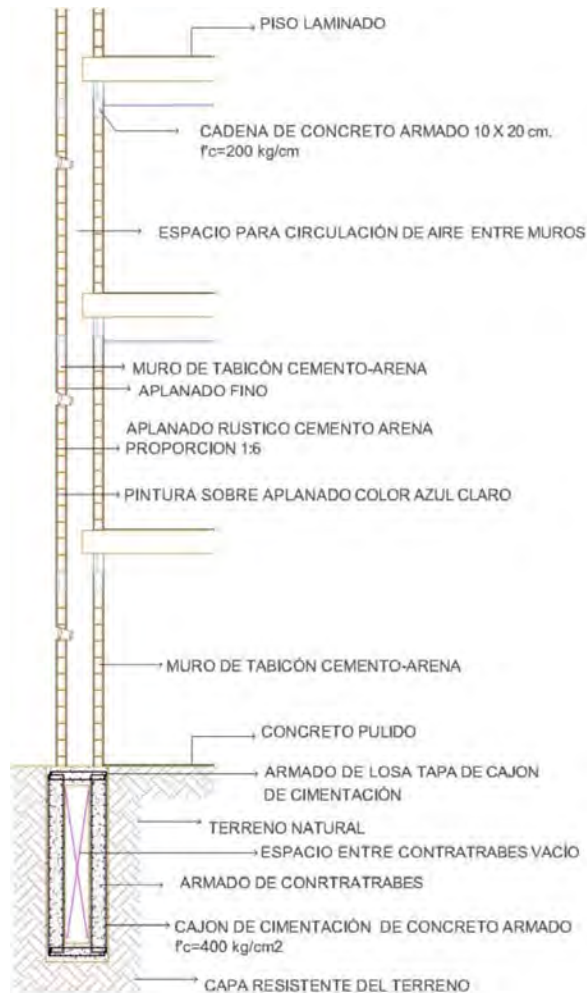 PISO LAMINADO
CADENA DE CONCRETO ARMADO 10 X 20 cm.
f'c=200 kg/cm
ESPACIO PARA CIRCULACIÓN DE AIRE ENTRE MUROS
MURO DE TABICÓN CEMENTO-ARENA
APLANADO FINO
APLANADO RUSTICO CEMENTO ARENA
PROPORCION 1:6
PINTURA SOBRE APLANADO COLOR AZUL CLARO
MURO DE TABICÓN CEMENTO-ARENA
CONCRETO PULIDO
ARMADO DE LOSA TAPA DE CAJON
DE CIMENTACIÓN
TERRENO NATURAL
ESPACIO ENTRE CONTRATRABES VACÍO
ARMADO DE CONRTRATRABES
CAJON DE CIMENTACIÓN DE CONCRETO ARMADO
f'c=400 kg/cm2
CAPA RESISTENTE DEL TERRENO